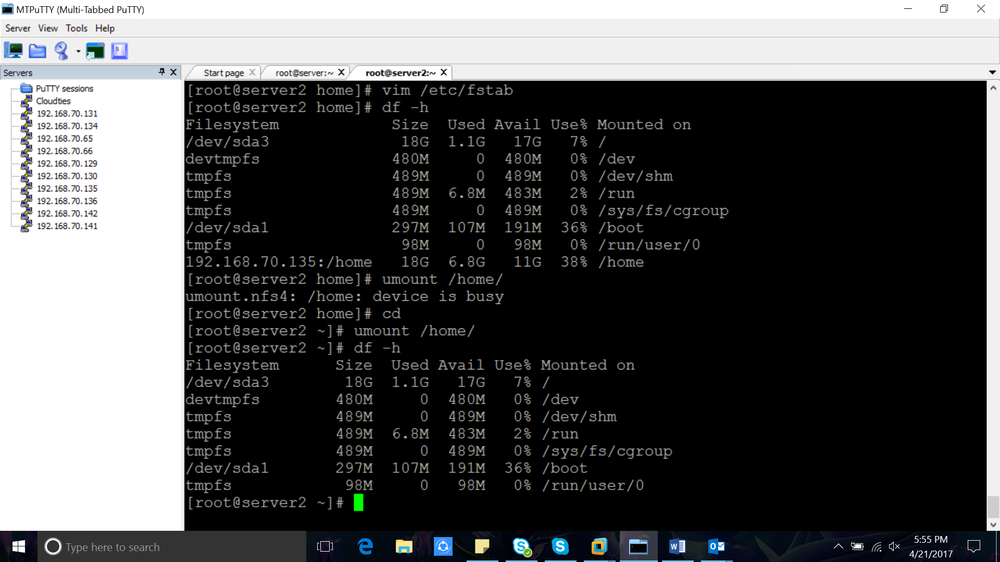 MTPuTTY (Multi-Tabbed PuTTY)
Server View Tools Help
Servers
PuTTY sessions
Cloudties
192.168.70.131
192.168.70.134
192.168.70.65
192.168.70.66
192.168.70.129
192.168.70.130
192.168.70.135
192.168.70.136
192.168.70.142
192.168.70.141
Start page root@server:~ root@server2:~
[root@server2 home]# vim /etc/fstab
[root@server2 home]# df -h
Filesystem            Size  Used Avail Use% Mounted on
/dev/sda3              18G  1.1G   17G   7% /
devtmpfs              480M     0  480M   0% /dev
tmpfs                 489M     0  489M   0% /dev/shm
tmpfs                 489M  6.8M  483M   2% /run
tmpfs                 489M     0  489M   0% /sys/fs/cgroup
/dev/sda1             297M  107M  191M  36% /boot
tmpfs                  98M     0   98M   0% /run/user/0
192.168.70.135:/home   18G  6.8G   11G  38% /home
[root@server2 home]# umount /home/
umount.nfs4: /home: device is busy
[root@server2 home]# cd
[root@server2 ~]# umount /home/
[root@server2 ~]# df -h
Filesystem      Size  Used Avail Use% Mounted on
/dev/sda3        18G  1.1G   17G   7% /
devtmpfs        480M     0  480M   0% /dev
tmpfs           489M     0  489M   0% /dev/shm
tmpfs           489M  6.8M  483M   2% /run
tmpfs           489M     0  489M   0% /sys/fs/cgroup
/dev/sda1       297M  107M  191M  36% /boot
tmpfs            98M     0   98M   0% /run/user/0
[root@server2 ~]#
Type here to search
5:55 PM
4/21/2017